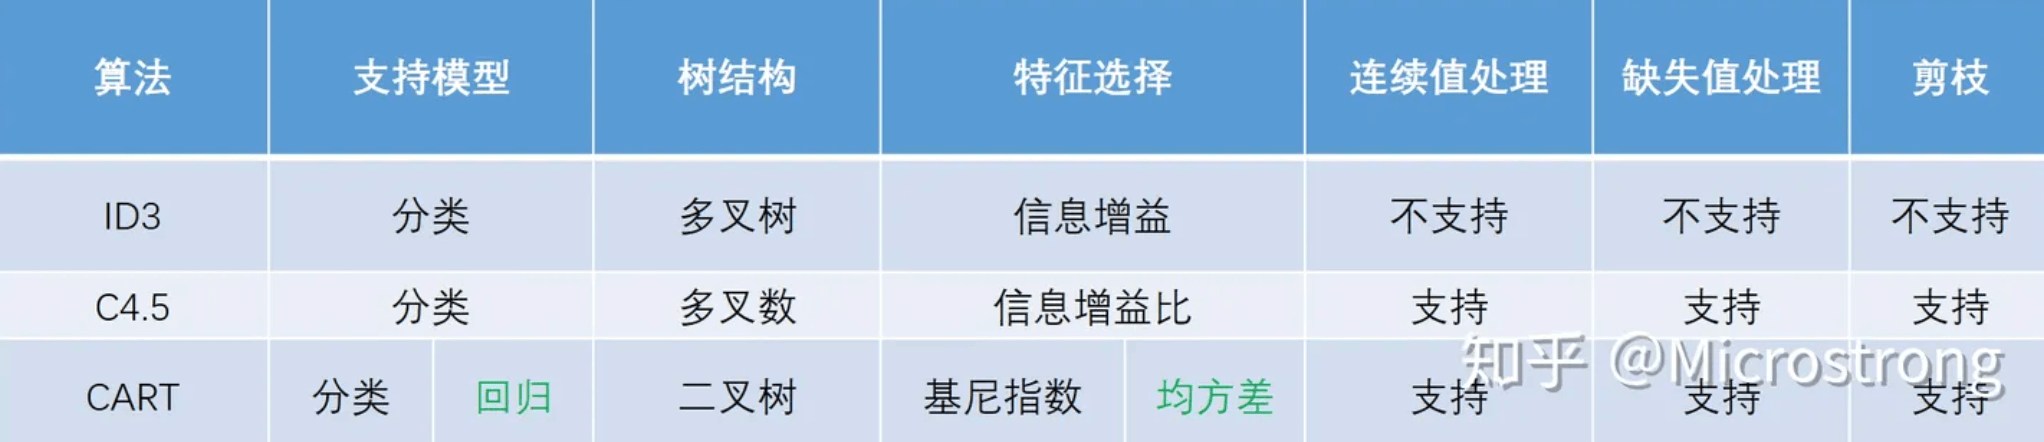 算法 支持模型 树结构 特征选择 连续值处理 缺失值处理 剪枝
ID3 分类 多叉树 信息增益 不支持 不支持 不支持
C4.5 分类 多叉数 信息增益比 支持 支持 支持
CART 分类 回归 二叉树 基尼指数 均方差 支持 支持 支持
知乎 @Microstrong